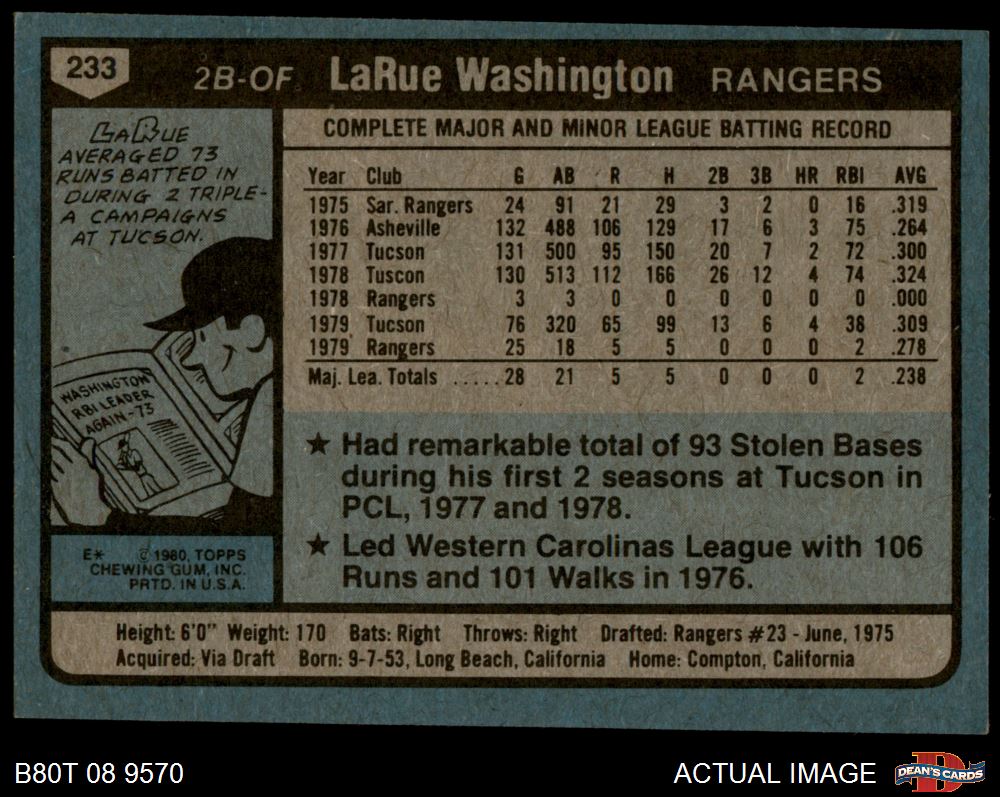 233 2B-OF LaRue Washington RANGERS
LaRue
AVERAGED 73
RUNS BATTED IN
DURING 2 TRIPLE-
A CAMPAIGNS
AT TUCSON.
WASHINGTON
RBI LEADER
AGAIN-73
E* © 1980, TOPPS
CHEWING GUM, INC.
PRTD. IN U.S.A.
COMPLETE MAJOR AND MINOR LEAGUE BATTING RECORD
Year Club G AB R H 2B 3B HR RBI AVG
1975 Sar. Rangers 24 91 21 29 3 2 0 16 .319
1976 Asheville 132 488 106 129 17 6 3 75 .264
1977 Tucson 131 500 95 150 20 7 2 72 .300
1978 Tuscon 130 513 112 166 26 12 4 74 .324
1978 Rangers 3 3 0 0 0 0 0 0 .000
1979 Tucson 76 320 65 99 13 6 4 38 .309
1979 Rangers 25 18 5 5 0 0 0 2 .278
Maj. Lea. Totals ..... 28 21 5 5 0 0 0 2 .238
★ Had remarkable total of 93 Stolen Bases
during his first 2 seasons at Tucson in
PCL, 1977 and 1978.
★ Led Western Carolinas League with 106
Runs and 101 Walks in 1976.
Height: 6'0" Weight: 170 Bats: Right Throws: Right Drafted: Rangers #23 - June, 1975
Acquired: Via Draft Born: 9-7-53, Long Beach, California Home: Compton, California
B80T 08 9570 ACTUAL IMAGE D DEAN'S CARDS